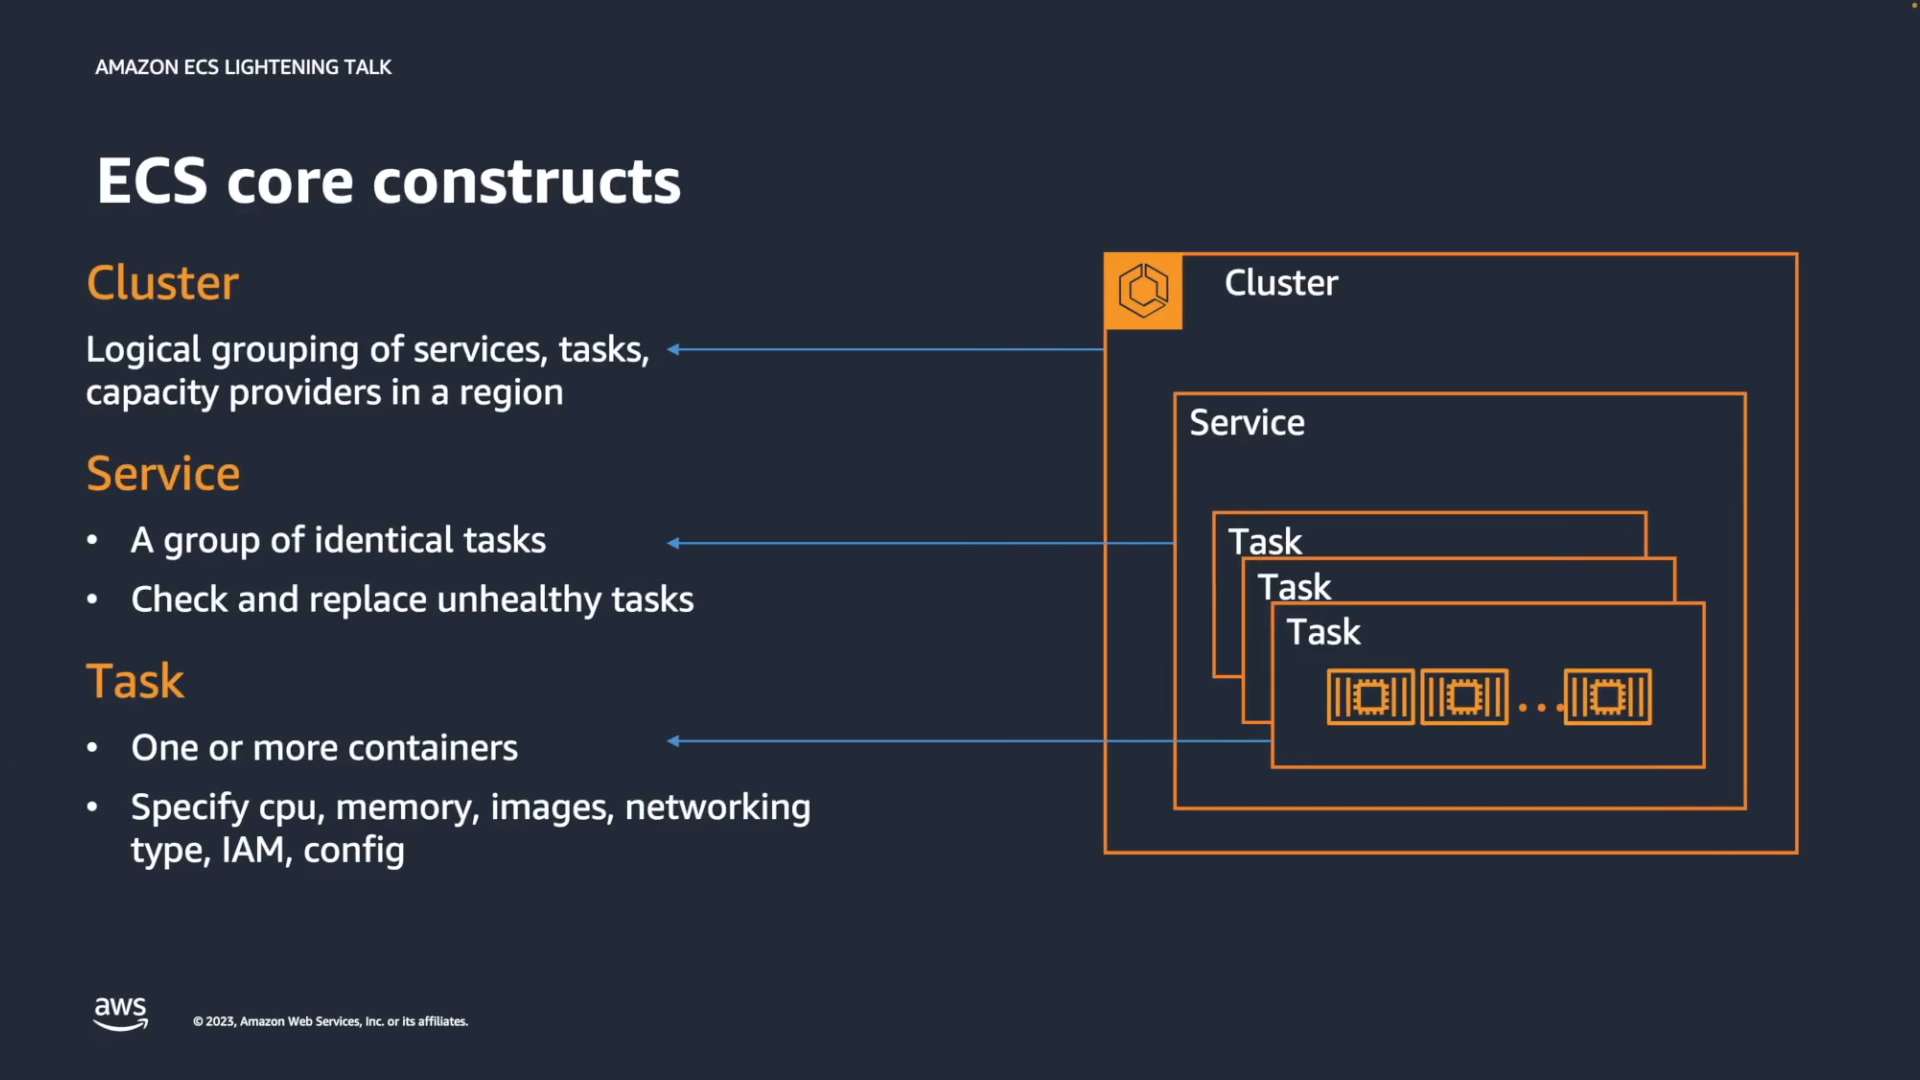 AMAZON ECS LIGHTENING TALK
ECS core constructs
Cluster
Logical grouping of services, tasks,
capacity providers in a region
Service
• A group of identical tasks
• Check and replace unhealthy tasks
Task
• One or more containers
• Specify cpu, memory, images, networking
type, IAM, config
Cluster
Service
Task
Task
Task
aws
© 2023, Amazon Web Services, Inc. or its affiliates.